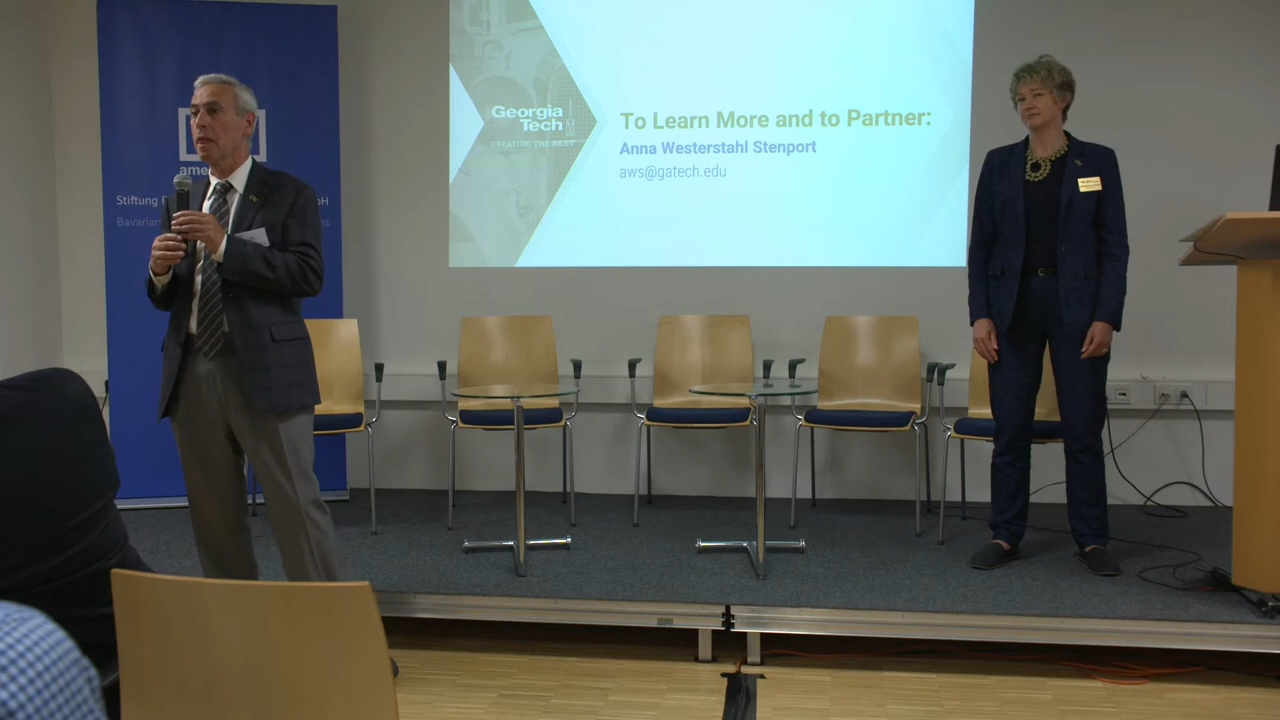 Georgia
Tech
CREATING THE NEXT
To Learn More and to Partner:
Anna Westerstahl Stenport
aws@gatech.edu
Stiftung
Bavarian